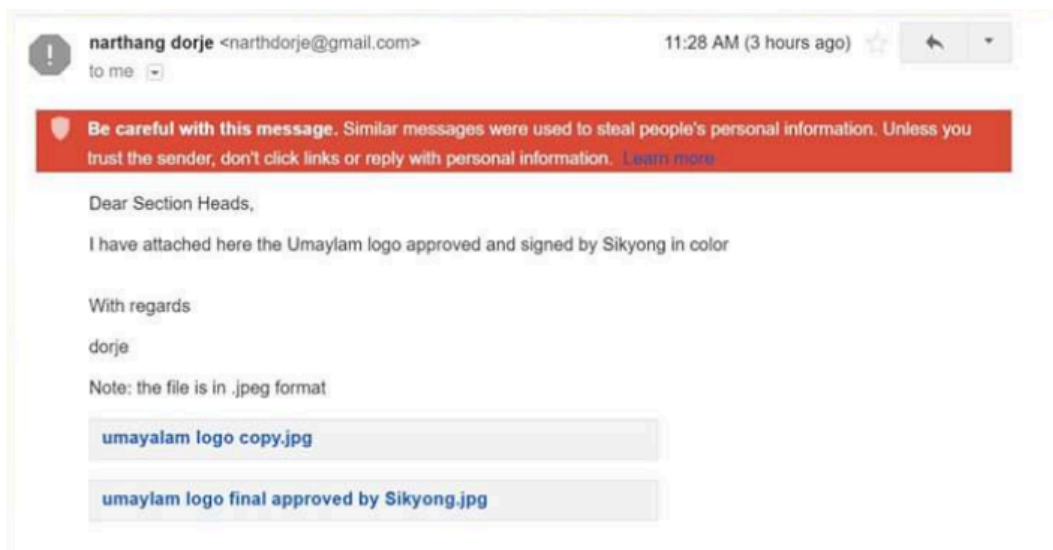 narthang dorje <narthdorje@gmail.com> 11:28 AM (3 hours ago)
to me
Be careful with this message. Similar messages were used to steal people's personal information. Unless you
trust the sender, don't click links or reply with personal information. Learn more
Dear Section Heads,
I have attached here the Umaylam logo approved and signed by Sikyong in color
With regards
dorje
Note: the file is in .jpeg format
umayalam logo copy.jpg
umaylam logo final approved by Sikyong.jpg